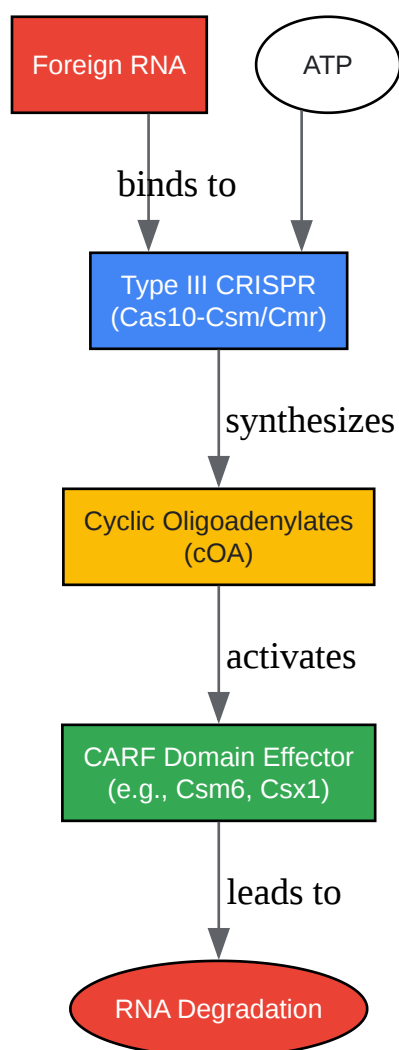 Foreign RNA
ATP
binds to
Type III CRISPR
(Cas10-Csm/Cmr)
synthesizes
Cyclic Oligoadenylates
(cOA)
activates
CARF Domain Effector
(e.g., Csm6, Csx1)
leads to
RNA Degradation